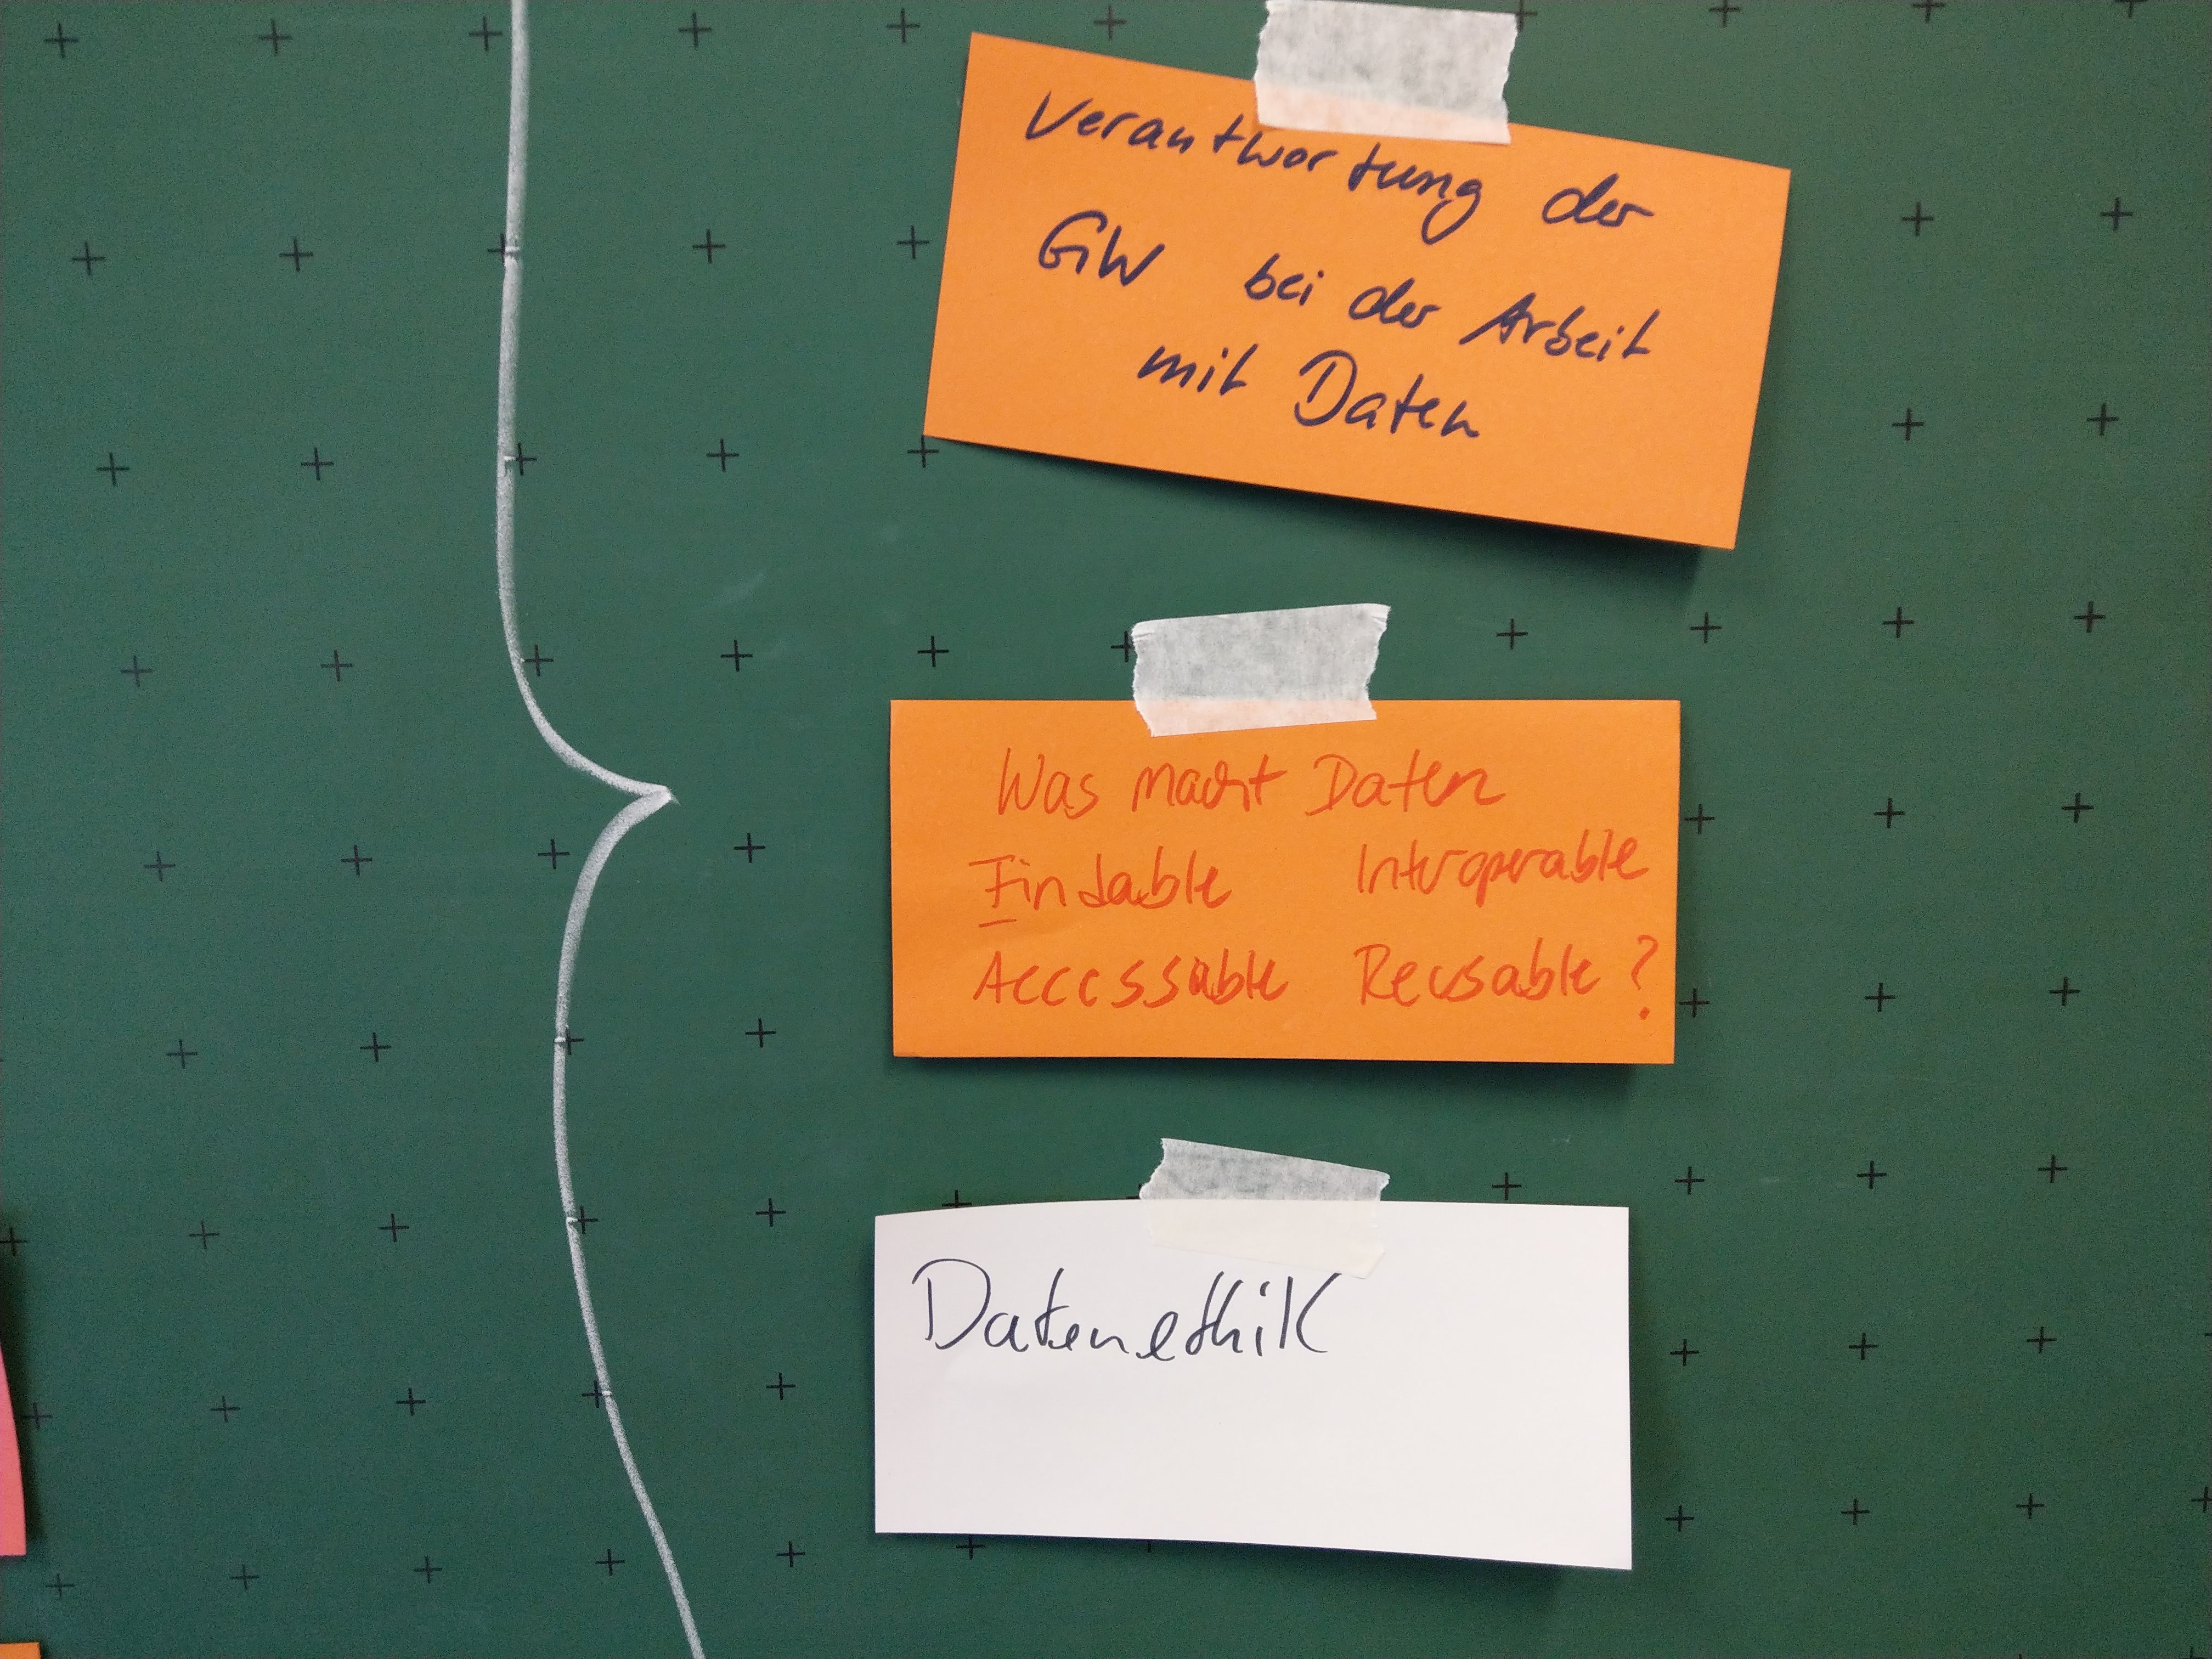 Verantwortung der
GW bei der Arbeit
mit Daten
Was macht Daten
Findable Interoperable
Accessable Reusable?
Datenethik